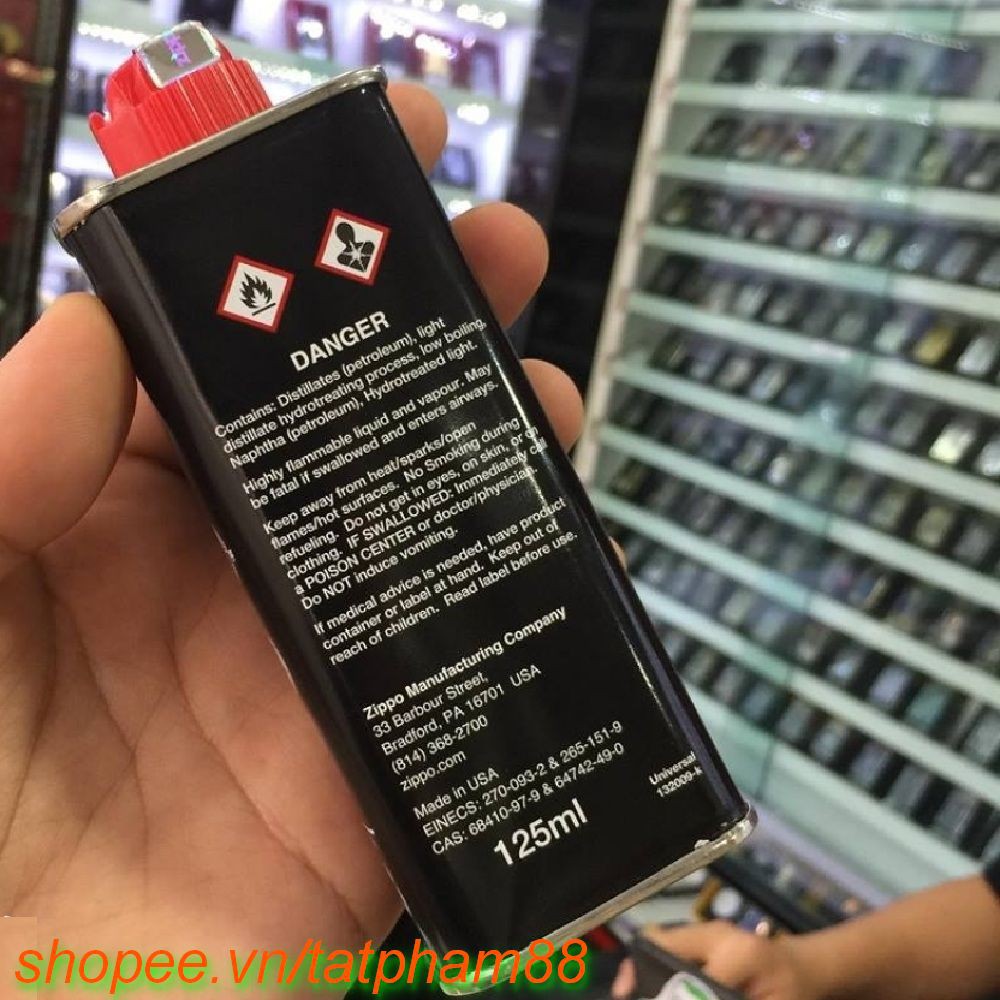 DANGER
Contains: Distillates (petroleum), light
distillate hydrotreating process, low boiling,
Naphtha (petroleum), Hydrotreated light.
Highly flammable liquid and vapour. May
be fatal if swallowed and enters airways.
Keep away from heat/sparks/open
flames/hot surfaces. No Smoking during
refueling. Do not get in eyes, on skin, or on
clothing. IF SWALLOWED: Immediately call
a POISON CENTER or doctor/physician.
Do NOT induce vomiting.
If medical advice is needed, have product
container or label at hand. Keep out of
reach of children. Read label before use.
Zippo Manufacturing Company
33 Barbour Street,
Bradford, PA 16701 USA
(814) 368-2700
zippo.com
Made in USA
EINECS: 270-093-2 & 265-151-9
CAS: 68410-97-9 & 64742-49-0
125ml
Universal
shopee.vn/tatpham88